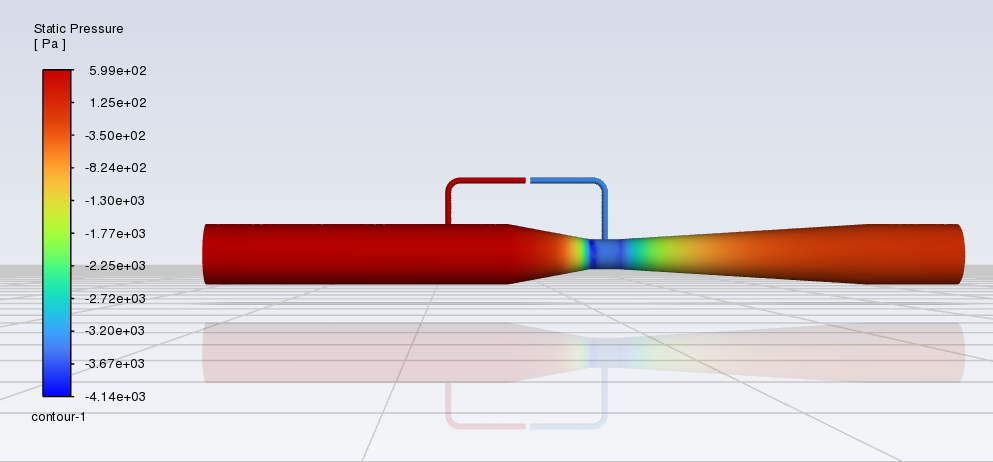 Static Pressure
[ Pa ]
5.99e+02
1.25e+02
-3.50e+02
-8.24e+02
-1.30e+03
-1.77e+03
-2.25e+03
-2.72e+03
-3.20e+03
-3.67e+03
-4.14e+03
contour-1